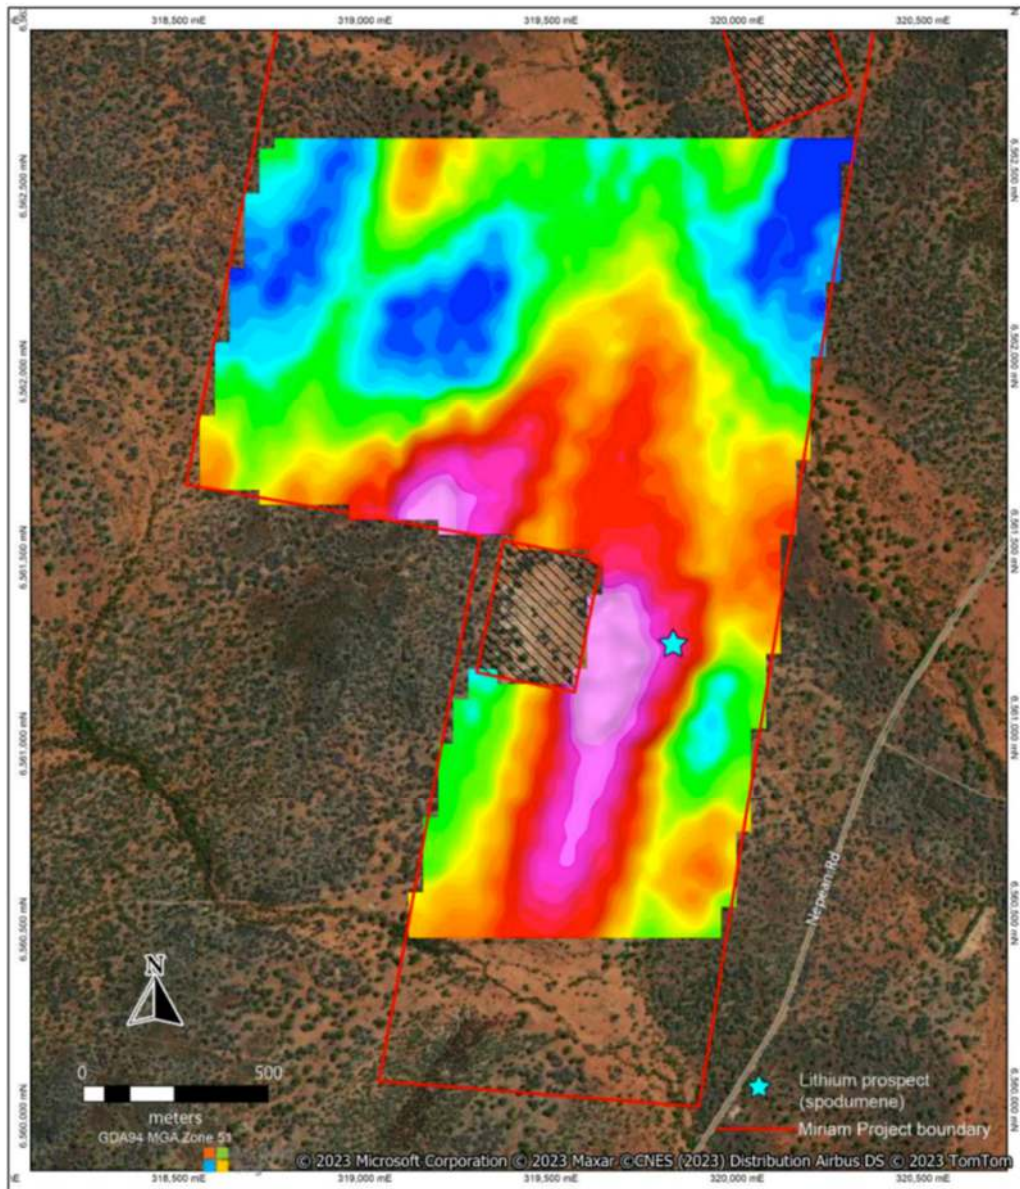 318,500 mE 319,000 mE 319,500 mE 320,000 mE 320,500 mE
N
6,562,500 mN
6,562,500 mN
6,562,000 mN
6,562,000 mN
6,561,500 mN
6,561,500 mN
6,561,000 mN
6,561,000 mN
Nepean Rd
6,560,500 mN
6,560,500 mN
N
0 500
meters
GDA94 MGA Zone 51
Lithium prospect
(spodumene)
Miriam Project boundary
6,560,000 mN
6,560,000 mN
© 2023 Microsoft Corporation © 2023 Maxar ©CNES (2023) Distribution Airbus DS © 2023 TomTom
318,500 mE 319,000 mE 319,500 mE 320,000 mE 320,500 mE